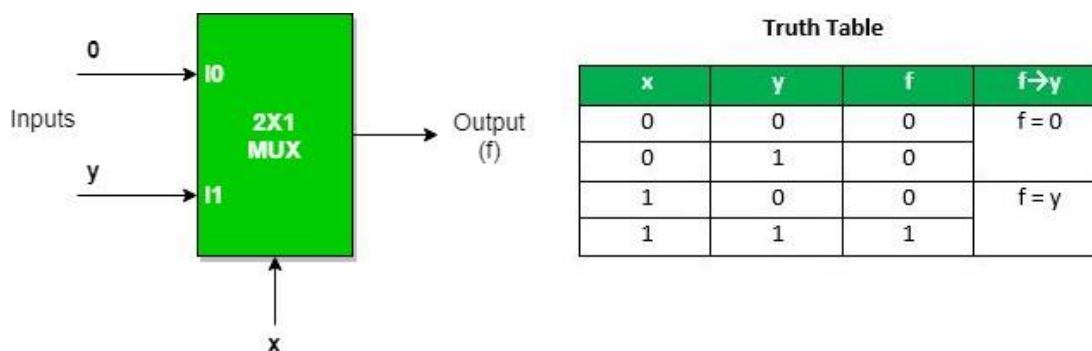 0
I0
Inputs
2X1
MUX
Output
(f)
y
I1
x
Truth Table
x y f f→y
0 0 0 f = 0
0 1 0
1 0 0 f = y
1 1 1